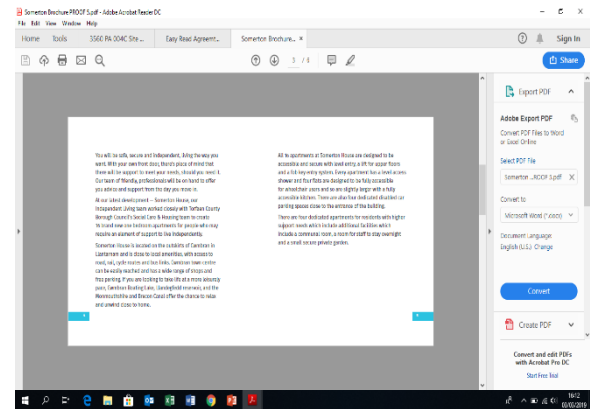 Somerton Brochure PROOF 5.pdf - Adobe Acrobat Reader DC
File Edit View Window Help
Home Tools 5560 PA 004C Site ... Easy Read Agreemt... Somerton Brochure... × Sign In
3 / 8 Share
You will be safe, secure and independent, living the way you
want. With your own front door, there's peace of mind that
there will be support to meet your needs, should you need it.
Our team of friendly, professionals will be on hand to offer
you advice and support from the day you move in.
At our latest development – Somerton House, our
Independent Living team worked closely with Torfaen County
Borough Council's Social Care & Housing team to create
brand new one bedroom apartments for people who may
require an element of support to live independently.
Somerton House is located on the outskirts of Cwmbran in
Llantarnam and is close to local amenities, with access to
road, rail, cycle routes and bus links. Cwmbran town centre
can be easily reached and has a wide range of shops and
free parking. If you are looking to take life at a more leisurely
pace, Cwmbran Boating Lake, Llandegfedd reservoir, and the
Monmouthshire and Brecon Canal offer the chance to relax
and unwind close to home.
All apartments at Somerton House are designed to be
accessible and secure with level entry, a lift for upper floors
and a fob key entry system. Every apartment has a level access
shower and four flats are designed to be fully accessible
for wheelchair users and so are slightly larger with a fully
accessible kitchen. There are also four dedicated disabled car
parking spaces close to the entrance of the building.
There are four dedicated apartments for residents with higher
support needs which include additional facilities which
include a communal room, a room for staff to stay overnight
and a small secure private garden.
Export PDF
Adobe Export PDF
Convert PDF Files to Word
or Excel Online
Select PDF File
Somerton ...ROOF 5.pdf X
Convert to
Microsoft Word (*.docx)
Document Language:
English (U.S.) Change
Convert
Create PDF
Convert and edit PDFs
with Acrobat Pro DC
Start Free Trial
16:12